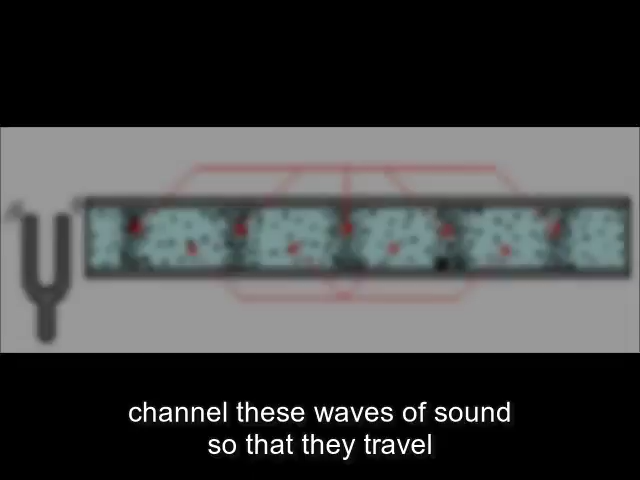 channel these waves of sound
so that they travel